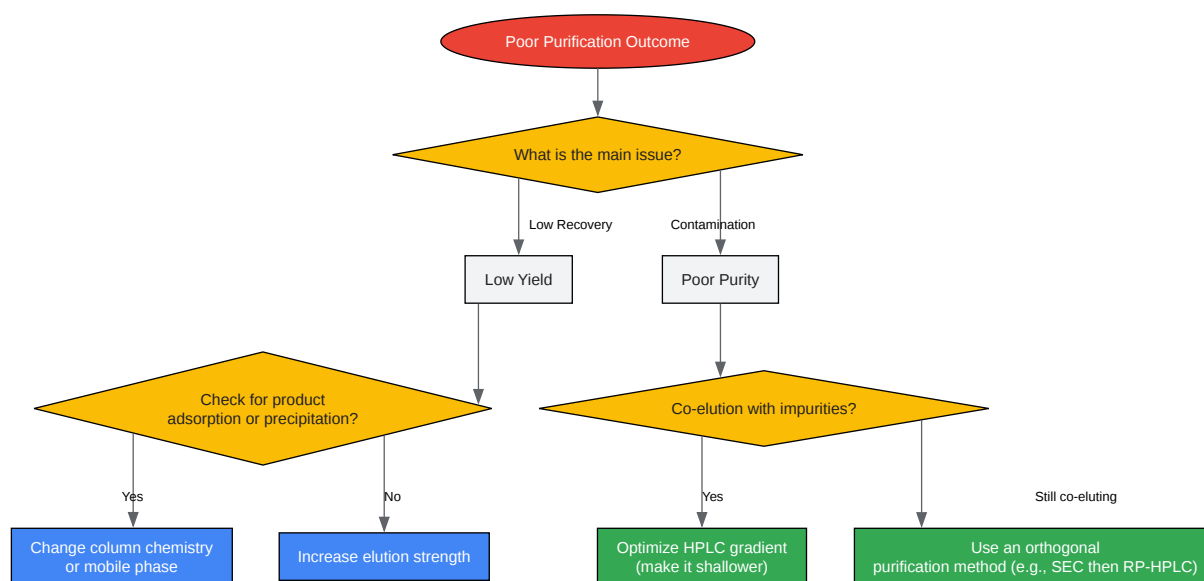 Poor Purification Outcome
What is the main issue?
Low Recovery
Contamination
Low Yield
Poor Purity
Check for product
adsorption or precipitation?
Co-elution with impurities?
Yes
No
Yes
Still co-eluting
Change column chemistry
or mobile phase
Increase elution strength
Optimize HPLC gradient
(make it shallower)
Use an orthogonal
purification method (e.g., SEC then RP-HPLC)